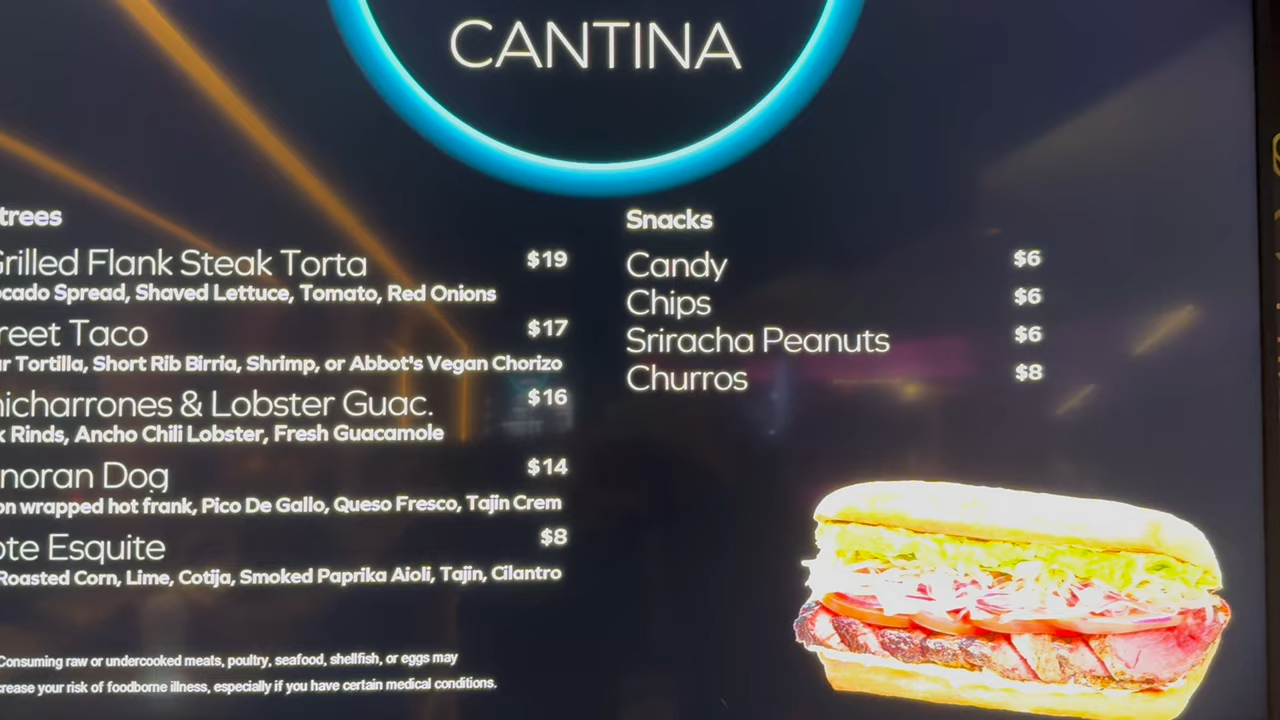 CANTINA
trees
Grilled Flank Steak Torta $19
ocado Spread, Shaved Lettuce, Tomato, Red Onions
reet Taco $17
ur Tortilla, Short Rib Birria, Shrimp, or Abbot's Vegan Chorizo
hicharrones & Lobster Guac. $16
k Rinds, Ancho Chili Lobster, Fresh Guacamole
noran Dog $14
on wrapped hot frank, Pico De Gallo, Queso Fresco, Tajin Crem
ote Esquite $8
Roasted Corn, Lime, Cotija, Smoked Paprika Aioli, Tajin, Cilantro
Consuming raw or undercooked meats, poultry, seafood, shellfish, or eggs may
crease your risk of foodborne illness, especially if you have certain medical conditions.
Snacks
Candy $6
Chips $6
Sriracha Peanuts $6
Churros $8